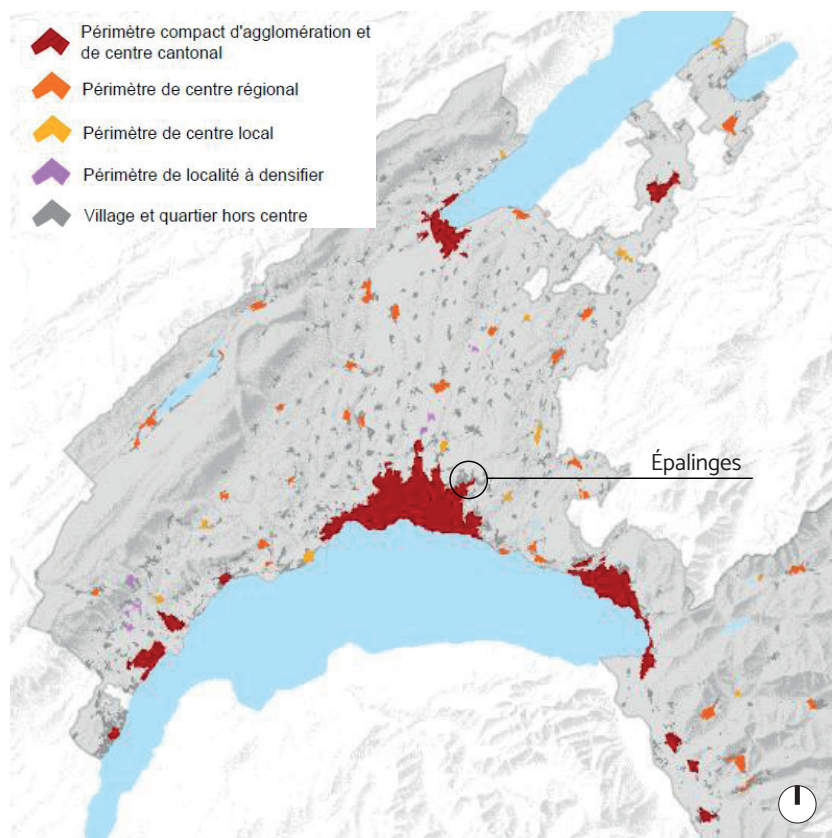 Périmètre compact d'agglomération et
de centre cantonal
Périmètre de centre régional
Périmètre de centre local
Périmètre de localité à densifier
Village et quartier hors centre
Épalinges